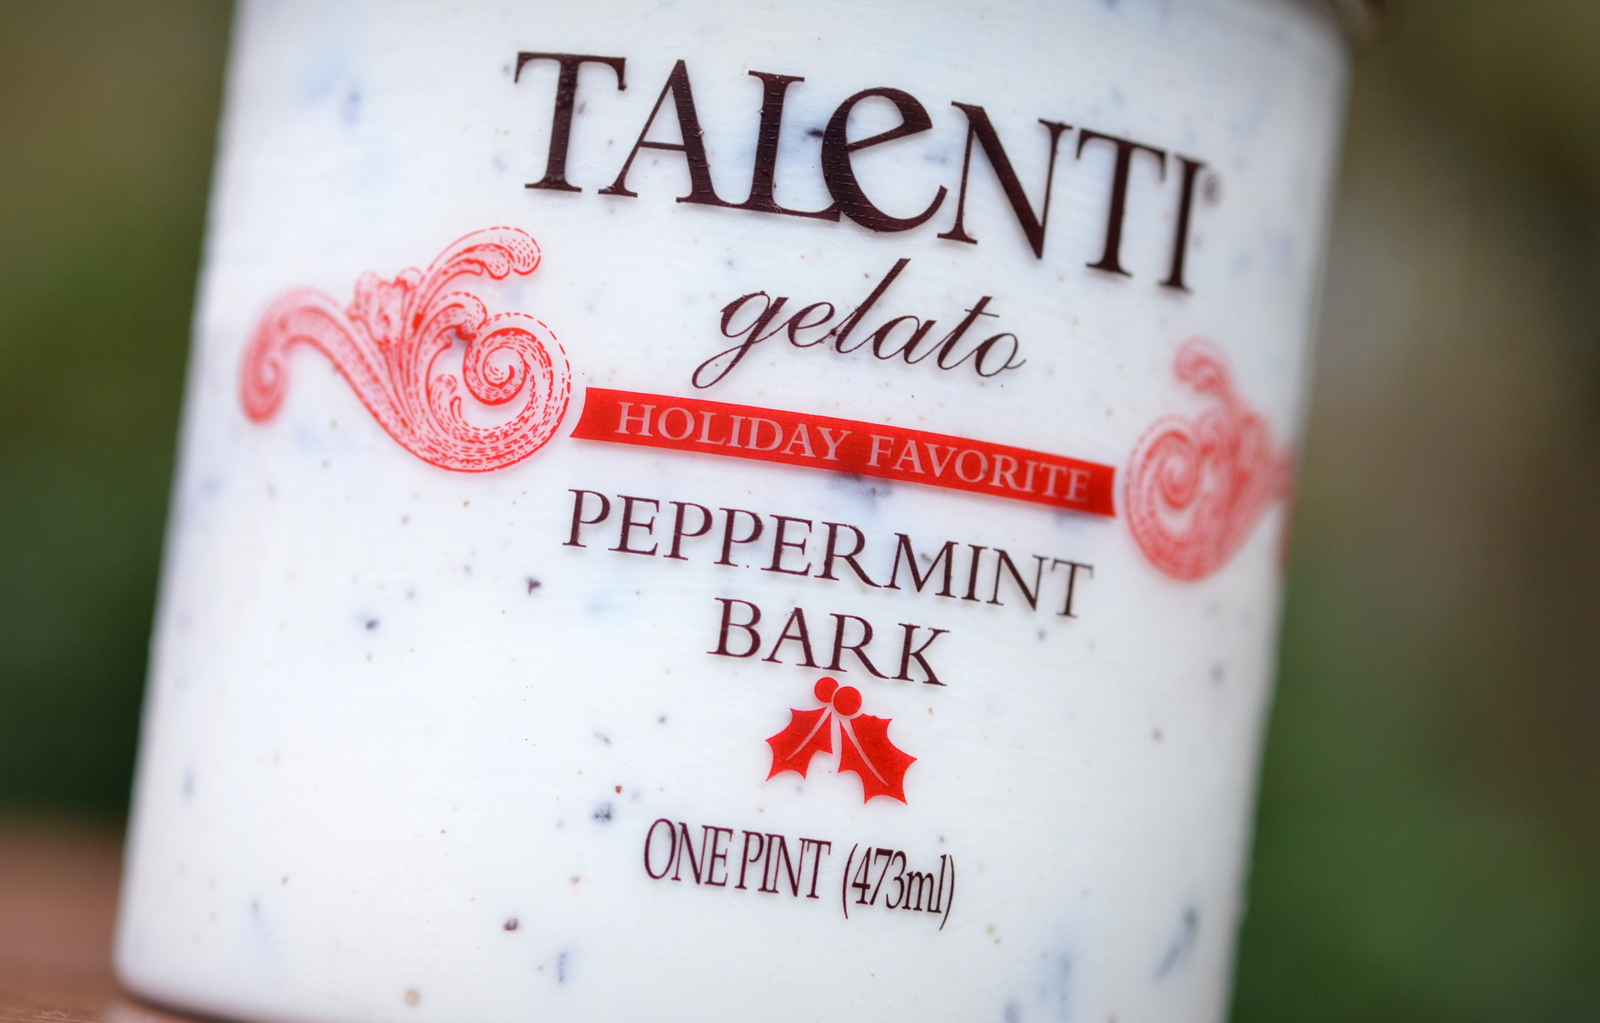 TALeNTI®
gelato
HOLIDAY FAVORITE
PEPPERMINT
BARK
ONE PINT (473ml)